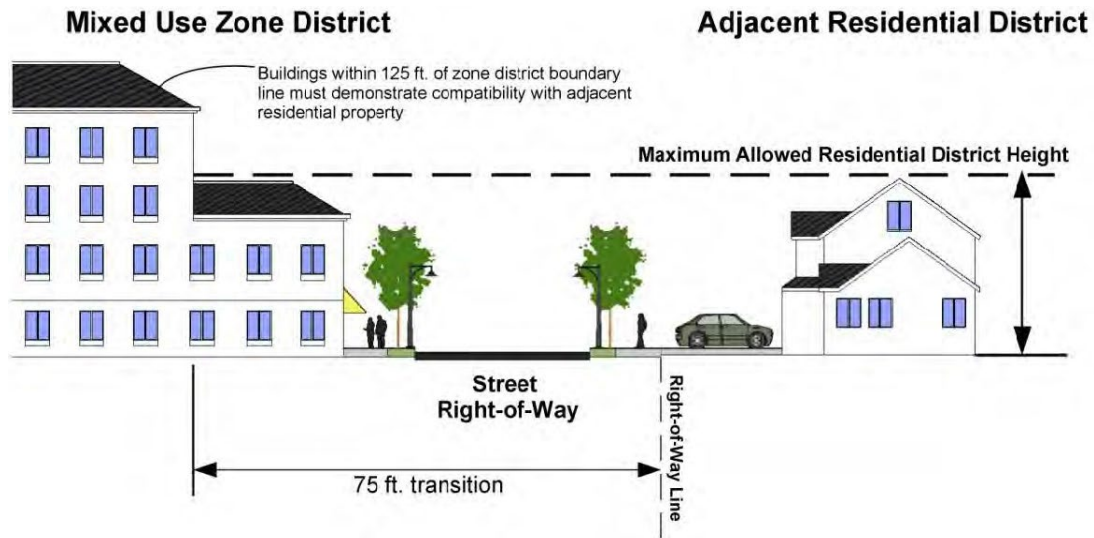 Mixed Use Zone District
Adjacent Residential District
Buildings within 125 ft. of zone district boundary
line must demonstrate compatibility with adjacent
residential property
Maximum Allowed Residential District Height
Street
Right-of-Way
Right-of-Way Line
75 ft. transition